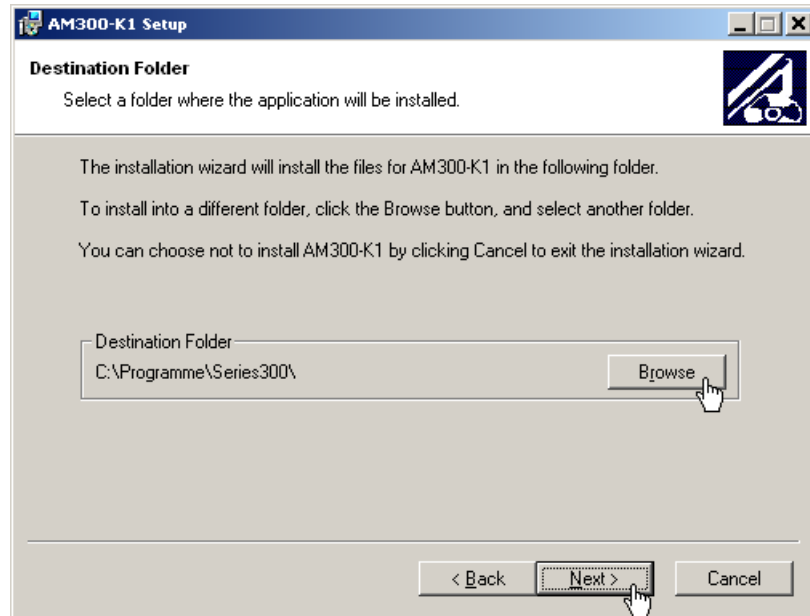 AM300-K1 Setup
Destination Folder
Select a folder where the application will be installed.
The installation wizard will install the files for AM300-K1 in the following folder.
To install into a different folder, click the Browse button, and select another folder.
You can choose not to install AM300-K1 by clicking Cancel to exit the installation wizard.
Destination Folder
C:\Programme\Series300\
Browse
< Back
Next >
Cancel